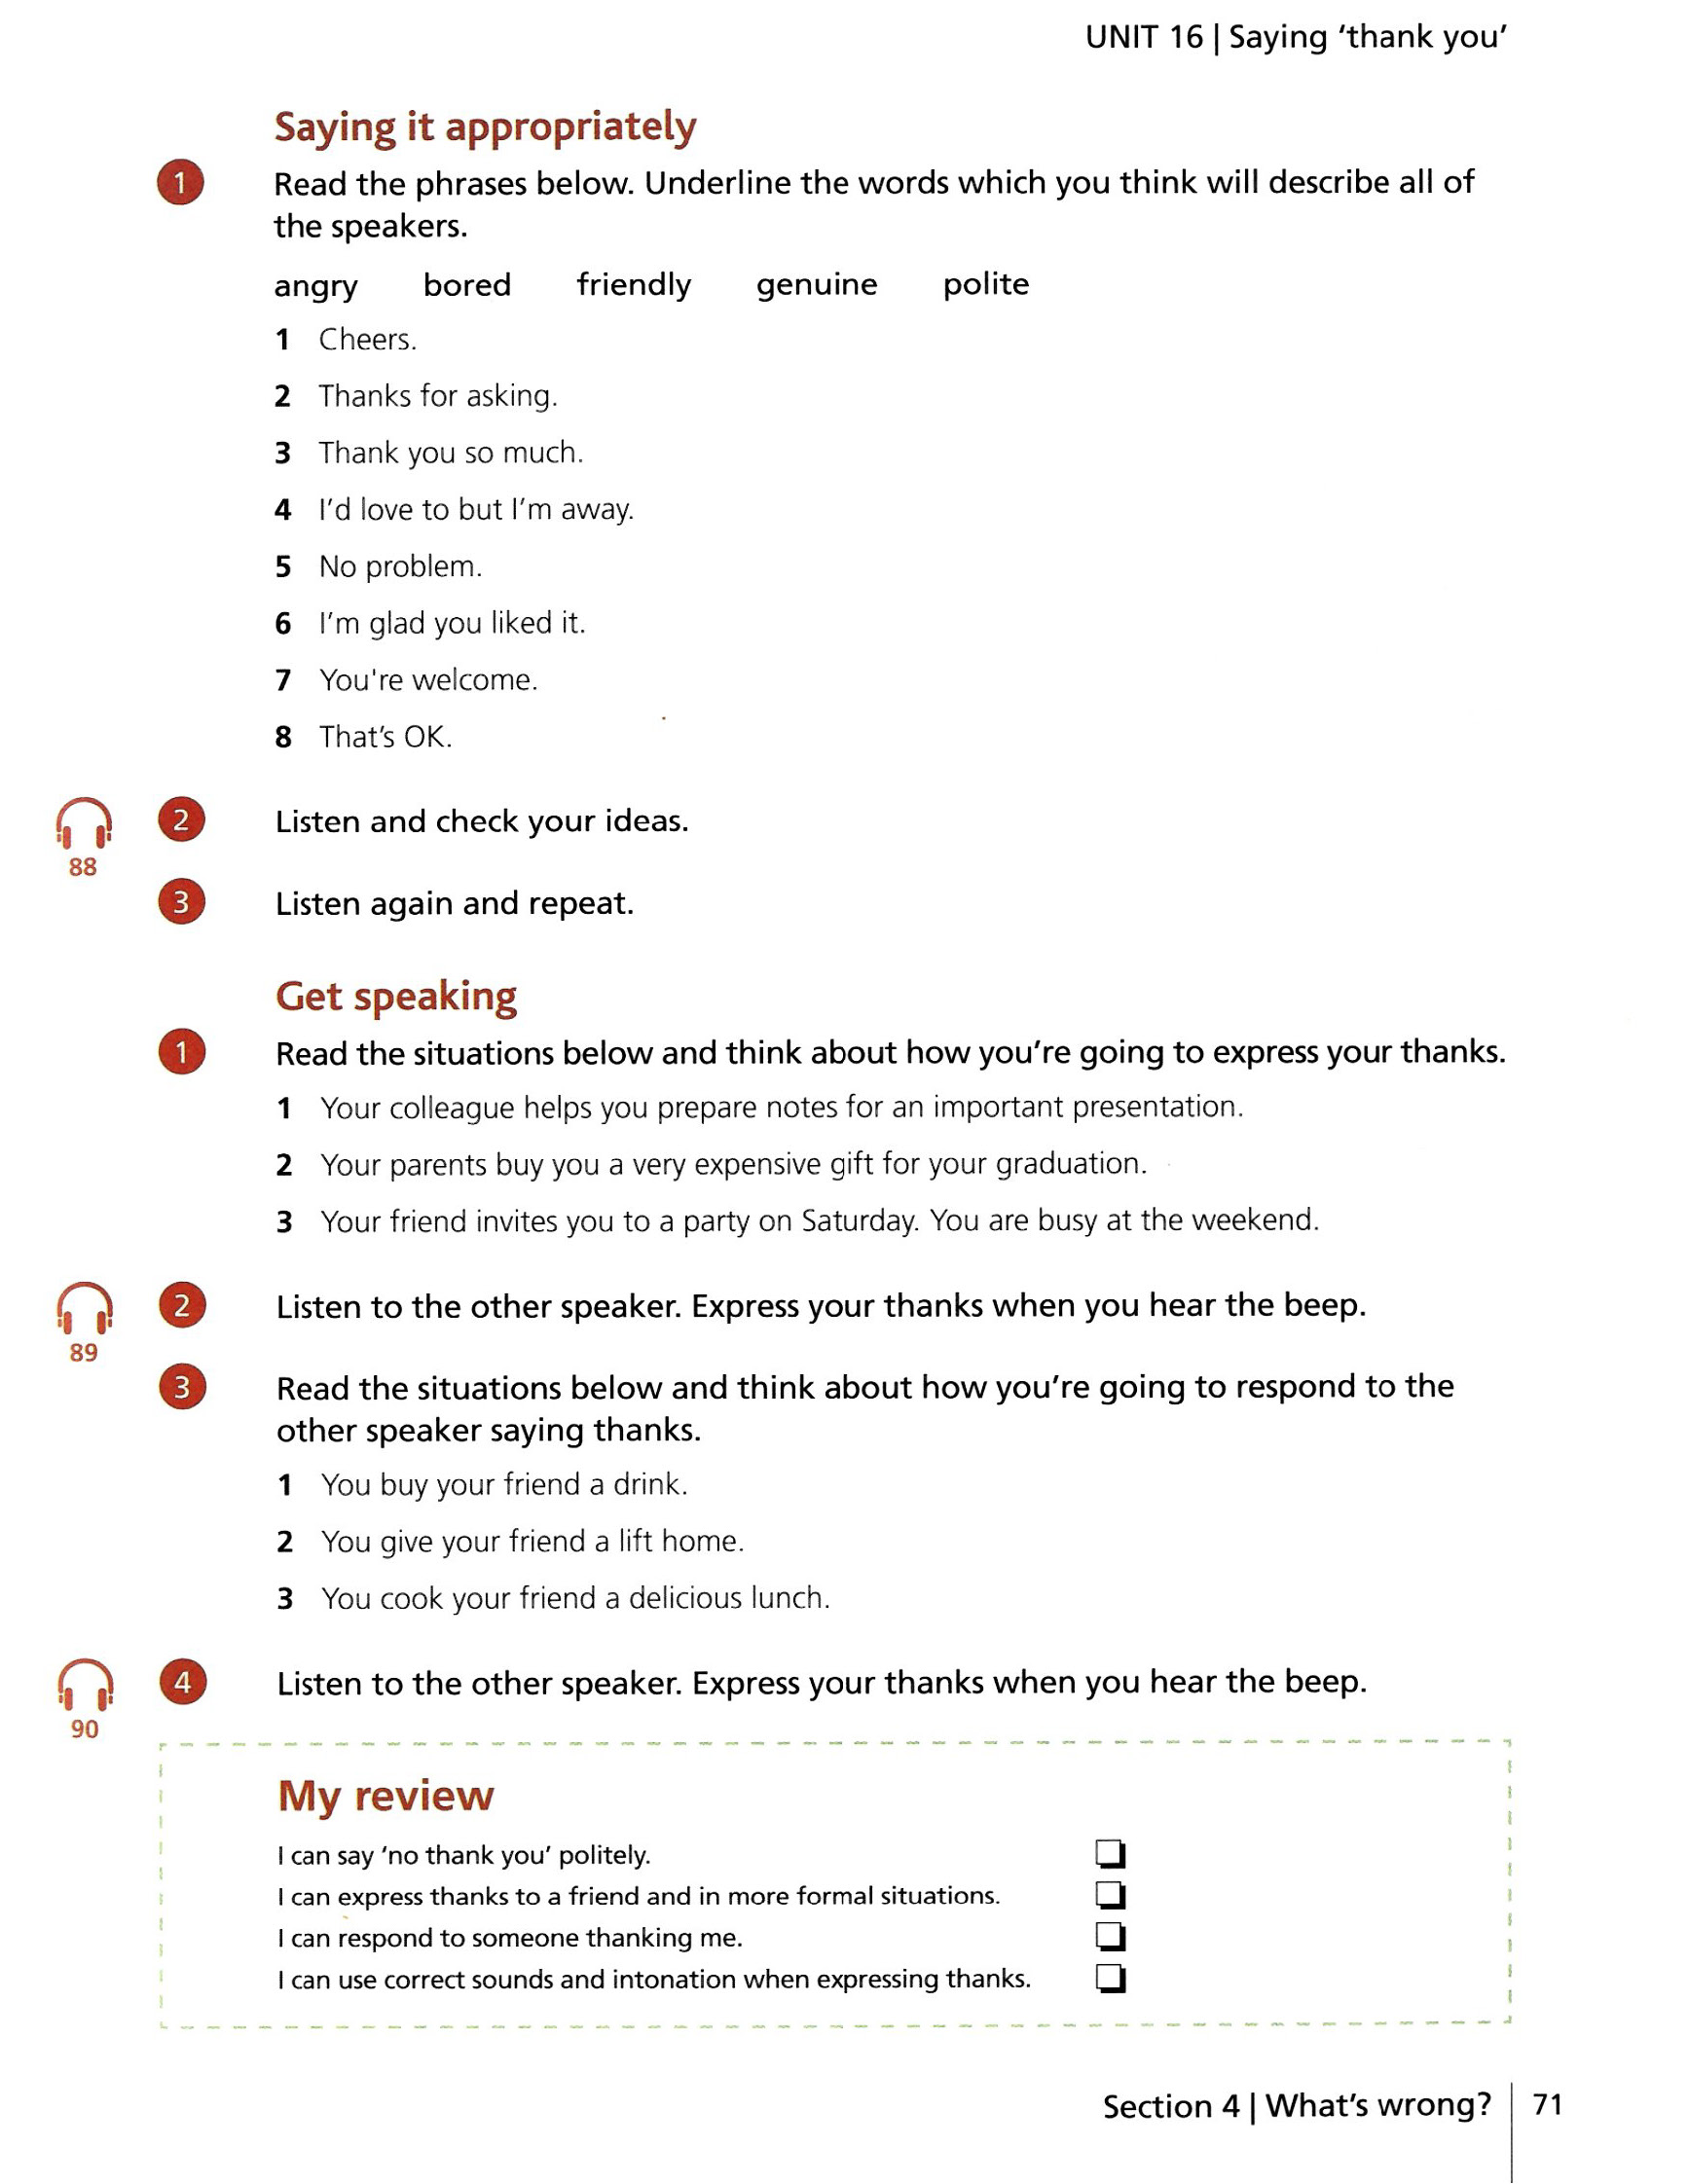 UNIT 16 | Saying ‘thank you’
Saying it appropriately
1 Read the phrases below. Underline the words which you think will describe all of
the speakers.
angry bored friendly genuine polite
1 Cheers.
2 Thanks for asking.
3 Thank you so much.
4 I’d love to but I’m away.
5 No problem.
6 I’m glad you liked it.
7 You're welcome.
8 That’s OK.
2 Listen and check your ideas.
88
3 Listen again and repeat.
Get speaking
1 Read the situations below and think about how you’re going to express your thanks.
1 Your colleague helps you prepare notes for an important presentation.
2 Your parents buy you a very expensive gift for your graduation.
3 Your friend invites you to a party on Saturday. You are busy at the weekend.
2 Listen to the other speaker. Express your thanks when you hear the beep.
89
3 Read the situations below and think about how you’re going to respond to the
other speaker saying thanks.
1 You buy your friend a drink.
2 You give your friend a lift home.
3 You cook your friend a delicious lunch.
4 Listen to the other speaker. Express your thanks when you hear the beep.
90
My review
I can say ‘no thank you’ politely.
I can express thanks to a friend and in more formal situations.
I can respond to someone thanking me.
I can use correct sounds and intonation when expressing thanks.
Section 4 | What’s wrong? 71